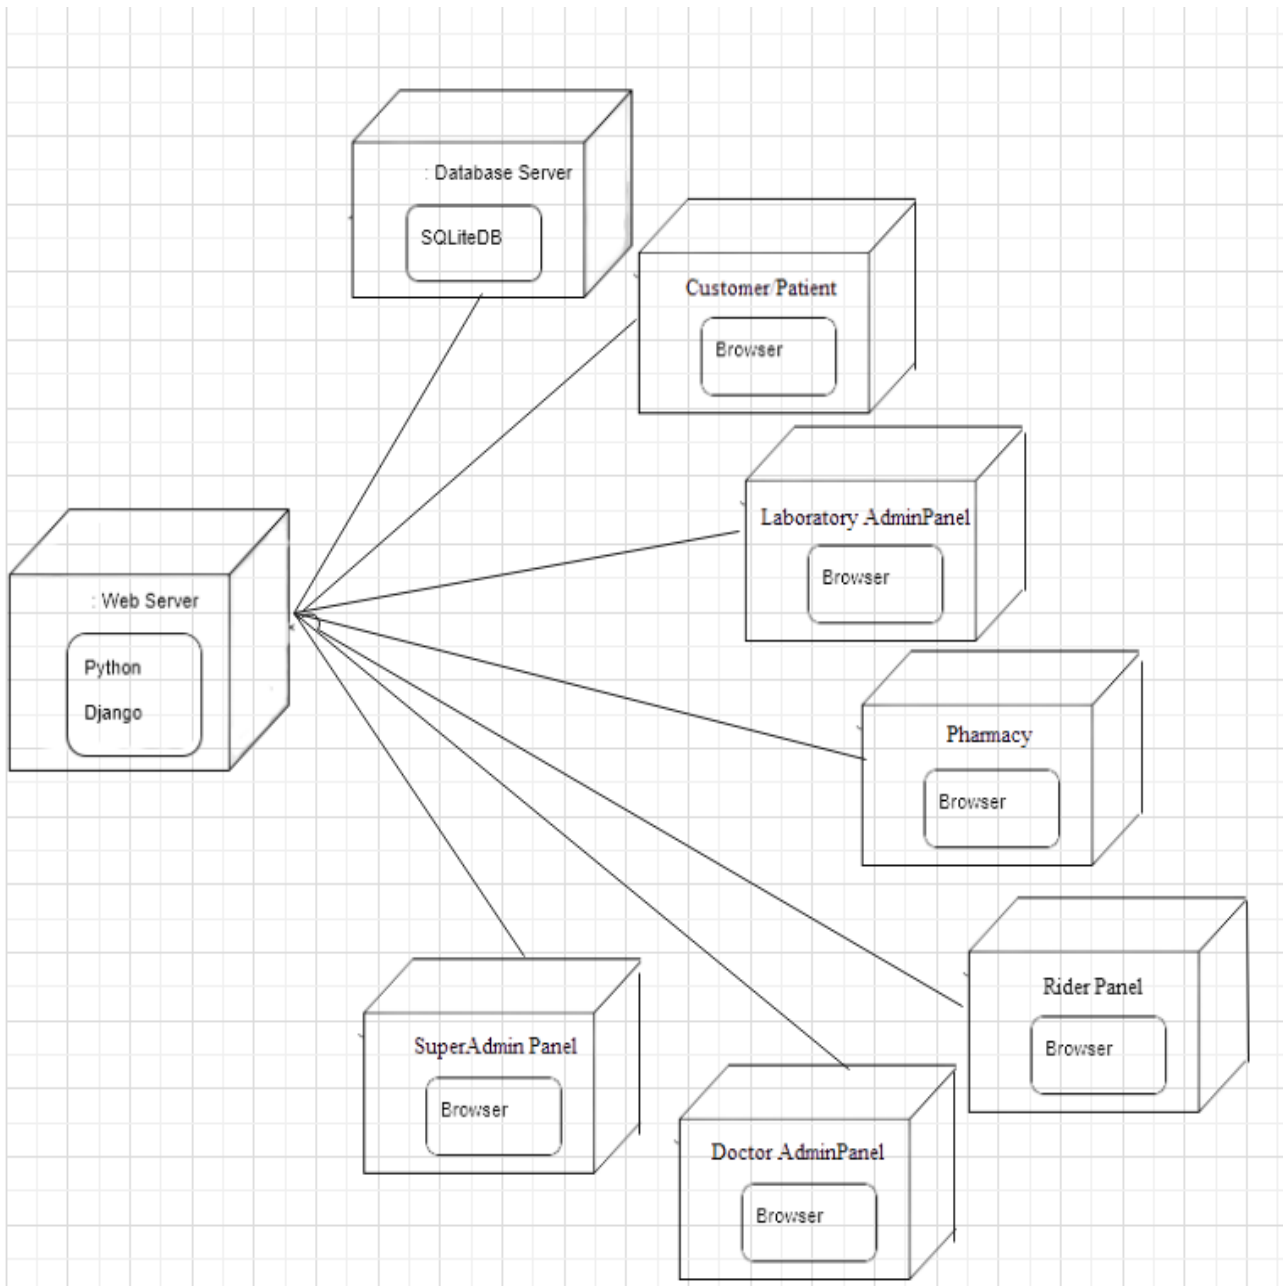 : Database Server
SQLiteDB
Customer/Patient
Browser
Laboratory AdminPanel
Browser
: Web Server
Python
Django
Pharmacy
Browser
Rider Panel
Browser
SuperAdmin Panel
Browser
Doctor AdminPanel
Browser